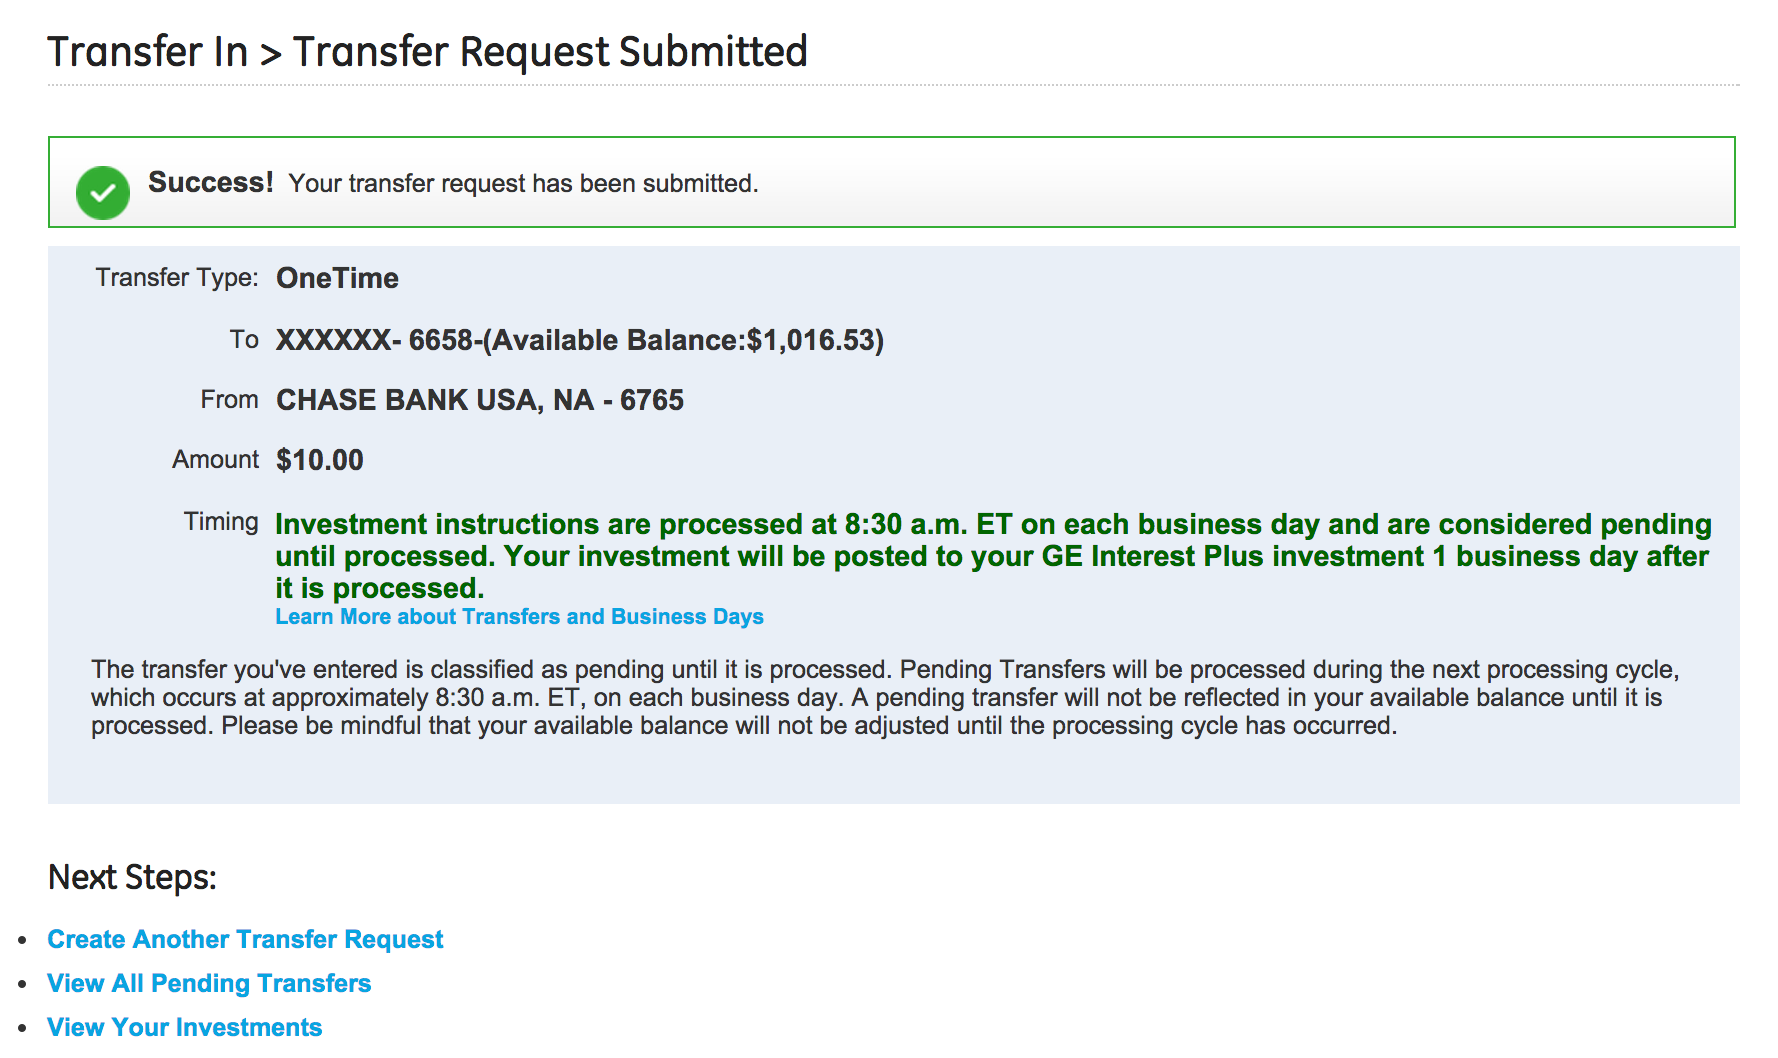 Transfer In > Transfer Request Submitted
Success! Your transfer request has been submitted.
Transfer Type: OneTime
To XXXXXX- 6658-(Available Balance:$1,016.53)
From CHASE BANK USA, NA - 6765
Amount $10.00
Timing Investment instructions are processed at 8:30 a.m. ET on each business day and are considered pending
until processed. Your investment will be posted to your GE Interest Plus investment 1 business day after
it is processed.
Learn More about Transfers and Business Days
The transfer you've entered is classified as pending until it is processed. Pending Transfers will be processed during the next processing cycle,
which occurs at approximately 8:30 a.m. ET, on each business day. A pending transfer will not be reflected in your available balance until it is
processed. Please be mindful that your available balance will not be adjusted until the processing cycle has occurred.
Next Steps:
• Create Another Transfer Request
• View All Pending Transfers
• View Your Investments